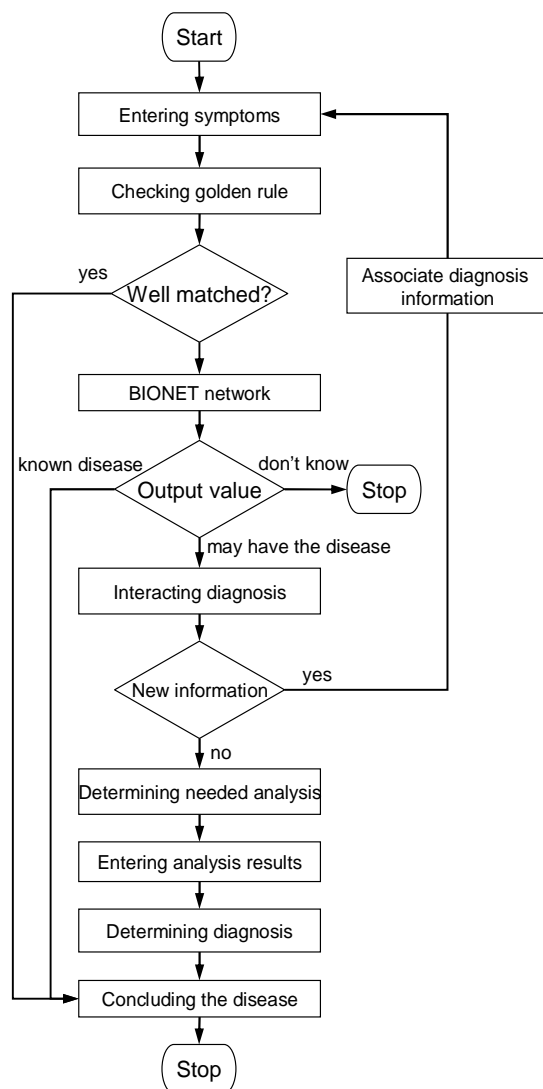 Start
Entering symptoms
Checking golden rule
yes
Well matched?
Associate diagnosis
information
BIONET network
known disease
don't know
Output value
Stop
may have the disease
Interacting diagnosis
New information
yes
no
Determining needed analysis
Entering analysis results
Determining diagnosis
Concluding the disease
Stop